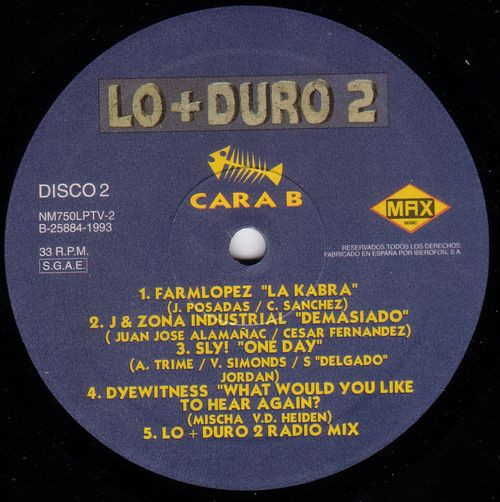 LO + DURO 2
CARA B
DISCO 2
NM750LPTV-2
B-25884-1993
33 R.P.M.
S.G.A.E.
MAX
MUSIC
RESERVADOS TODOS LOS DERECHOS.
FABRICADO EN ESPAÑA POR IBEROFON, S.A.
1. FARMLOPEZ "LA KABRA"
(J. POSADAS / C. SANCHEZ)
2. J & ZONA INDUSTRIAL "DEMASIADO"
( JUAN JOSE ALAMAÑAC / CESAR FERNANDEZ)
3. SLY! "ONE DAY"
(A. TRIME / V. SIMONDS / S "DELGADO"
JORDAN)
4. DYEWITNESS "WHAT WOULD YOU LIKE
TO HEAR AGAIN?
(MISCHA V.D. HEIDEN)
5. LO + DURO 2 RADIO MIX